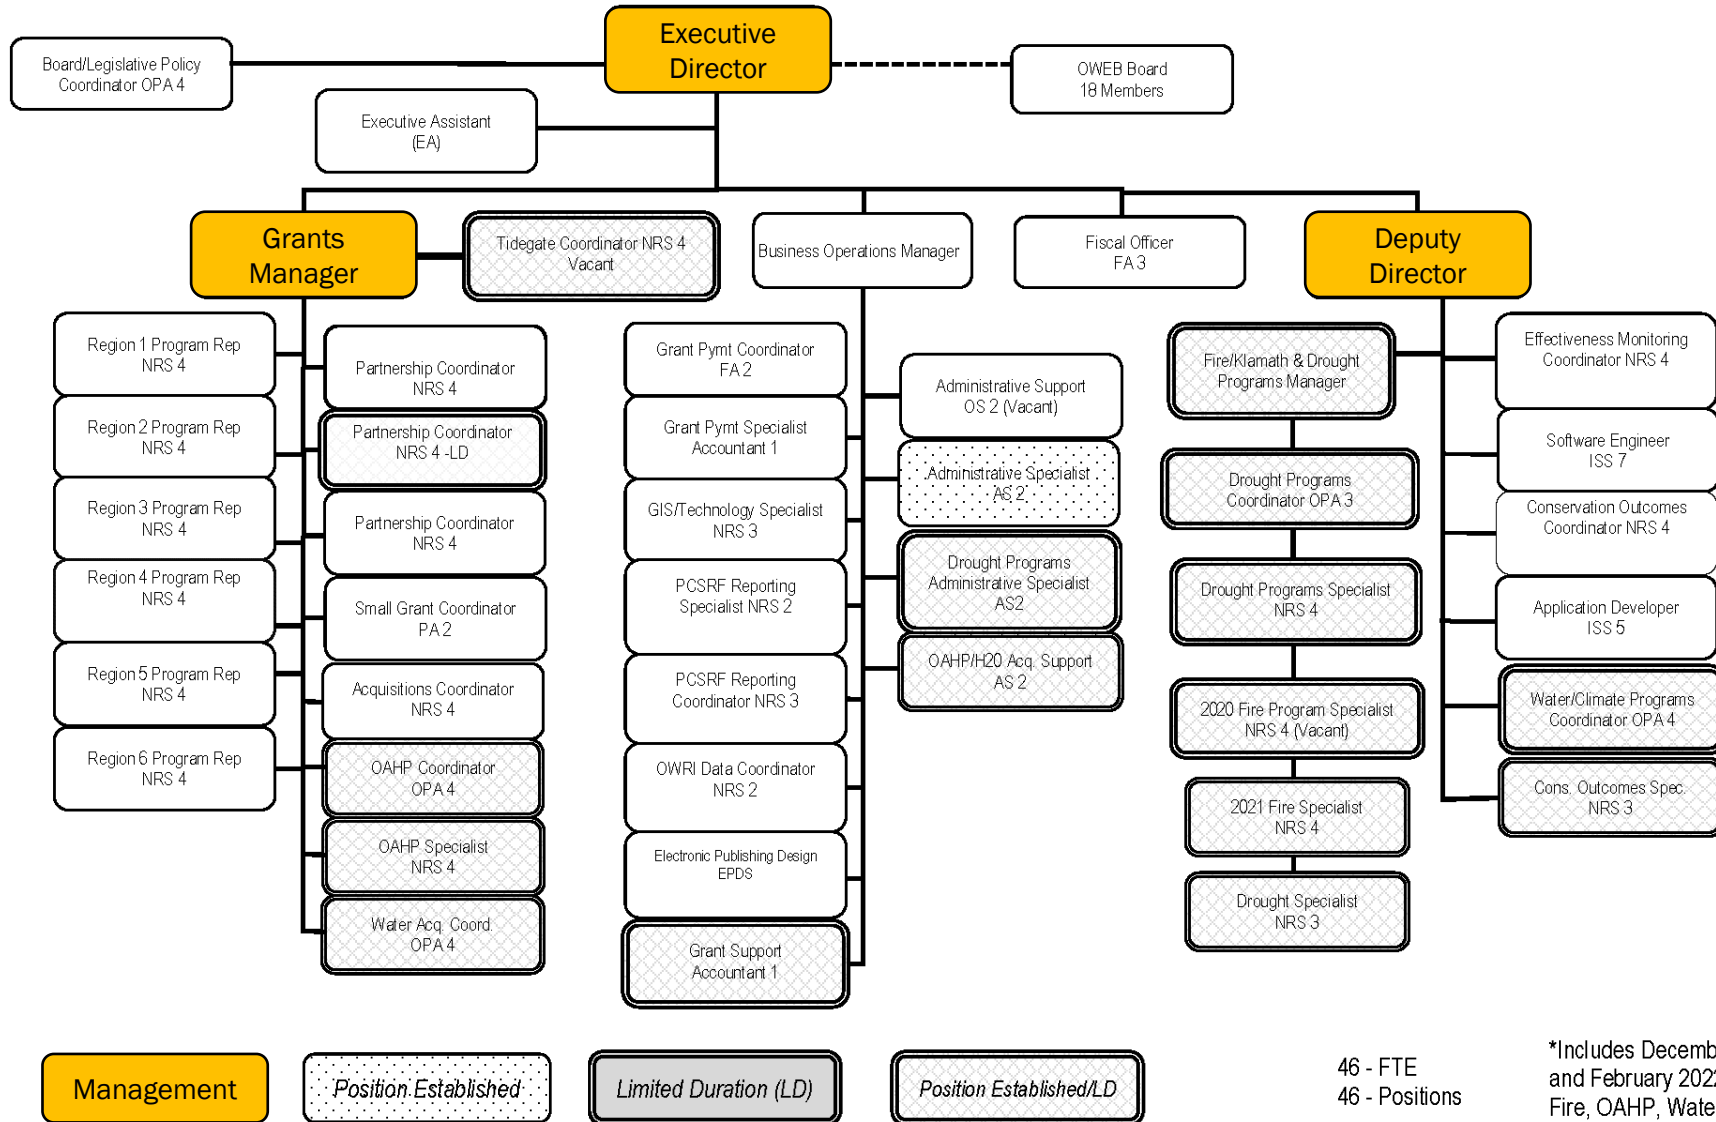 Executive
Director
Board/Legislative Policy
Coordinator OPA 4
OWEB Board
18 Members
Executive Assistant
(EA)
Grants
Manager
Tidegate Coordinator NRS 4
Vacant
Business Operations Manager
Fiscal Officer
FA 3
Deputy
Director
Region 1 Program Rep
NRS 4
Region 2 Program Rep
NRS 4
Region 3 Program Rep
NRS 4
Region 4 Program Rep
NRS 4
Region 5 Program Rep
NRS 4
Region 6 Program Rep
NRS 4
Partnership Coordinator
NRS 4
Partnership Coordinator
NRS 4 -LD
Partnership Coordinator
NRS 4
Small Grant Coordinator
PA 2
Acquisitions Coordinator
NRS 4
OAHP Coordinator
OPA 4
OAHP Specialist
NRS 4
Water Acq. Coord.
OPA 4
Grant Pymt Coordinator
FA 2
Grant Pymt Specialist
Accountant 1
GIS/Technology Specialist
NRS 3
PCSRF Reporting
Specialist NRS 2
PCSRF Reporting
Coordinator NRS 3
OWRI Data Coordinator
NRS 2
Electronic Publishing Design
EPDS
Grant Support
Accountant 1
Administrative Support
OS 2 (Vacant)
Administrative Specialist
AS 2
Drought Programs
Administrative Specialist
AS2
OAHP/H20 Acq. Support
AS 2
Fire/Klamath & Drought
Programs Manager
Drought Programs
Coordinator OPA 3
Drought Programs Specialist
NRS 4
2020 Fire Program Specialist
NRS 4 (Vacant)
2021 Fire Specialist
NRS 4
Drought Specialist
NRS 3
Effectiveness Monitoring
Coordinator NRS 4
Software Engineer
ISS 7
Conservation Outcomes
Coordinator NRS 4
Application Developer
ISS 5
Water/Climate Programs
Coordinator OPA 4
Cons. Outcomes Spec.
NRS 3
Management
Position Established
Limited Duration (LD)
Position Established/LD
46 - FTE
46 - Positions
*Includes Decemb
and February 2022
Fire, OAHP, Water